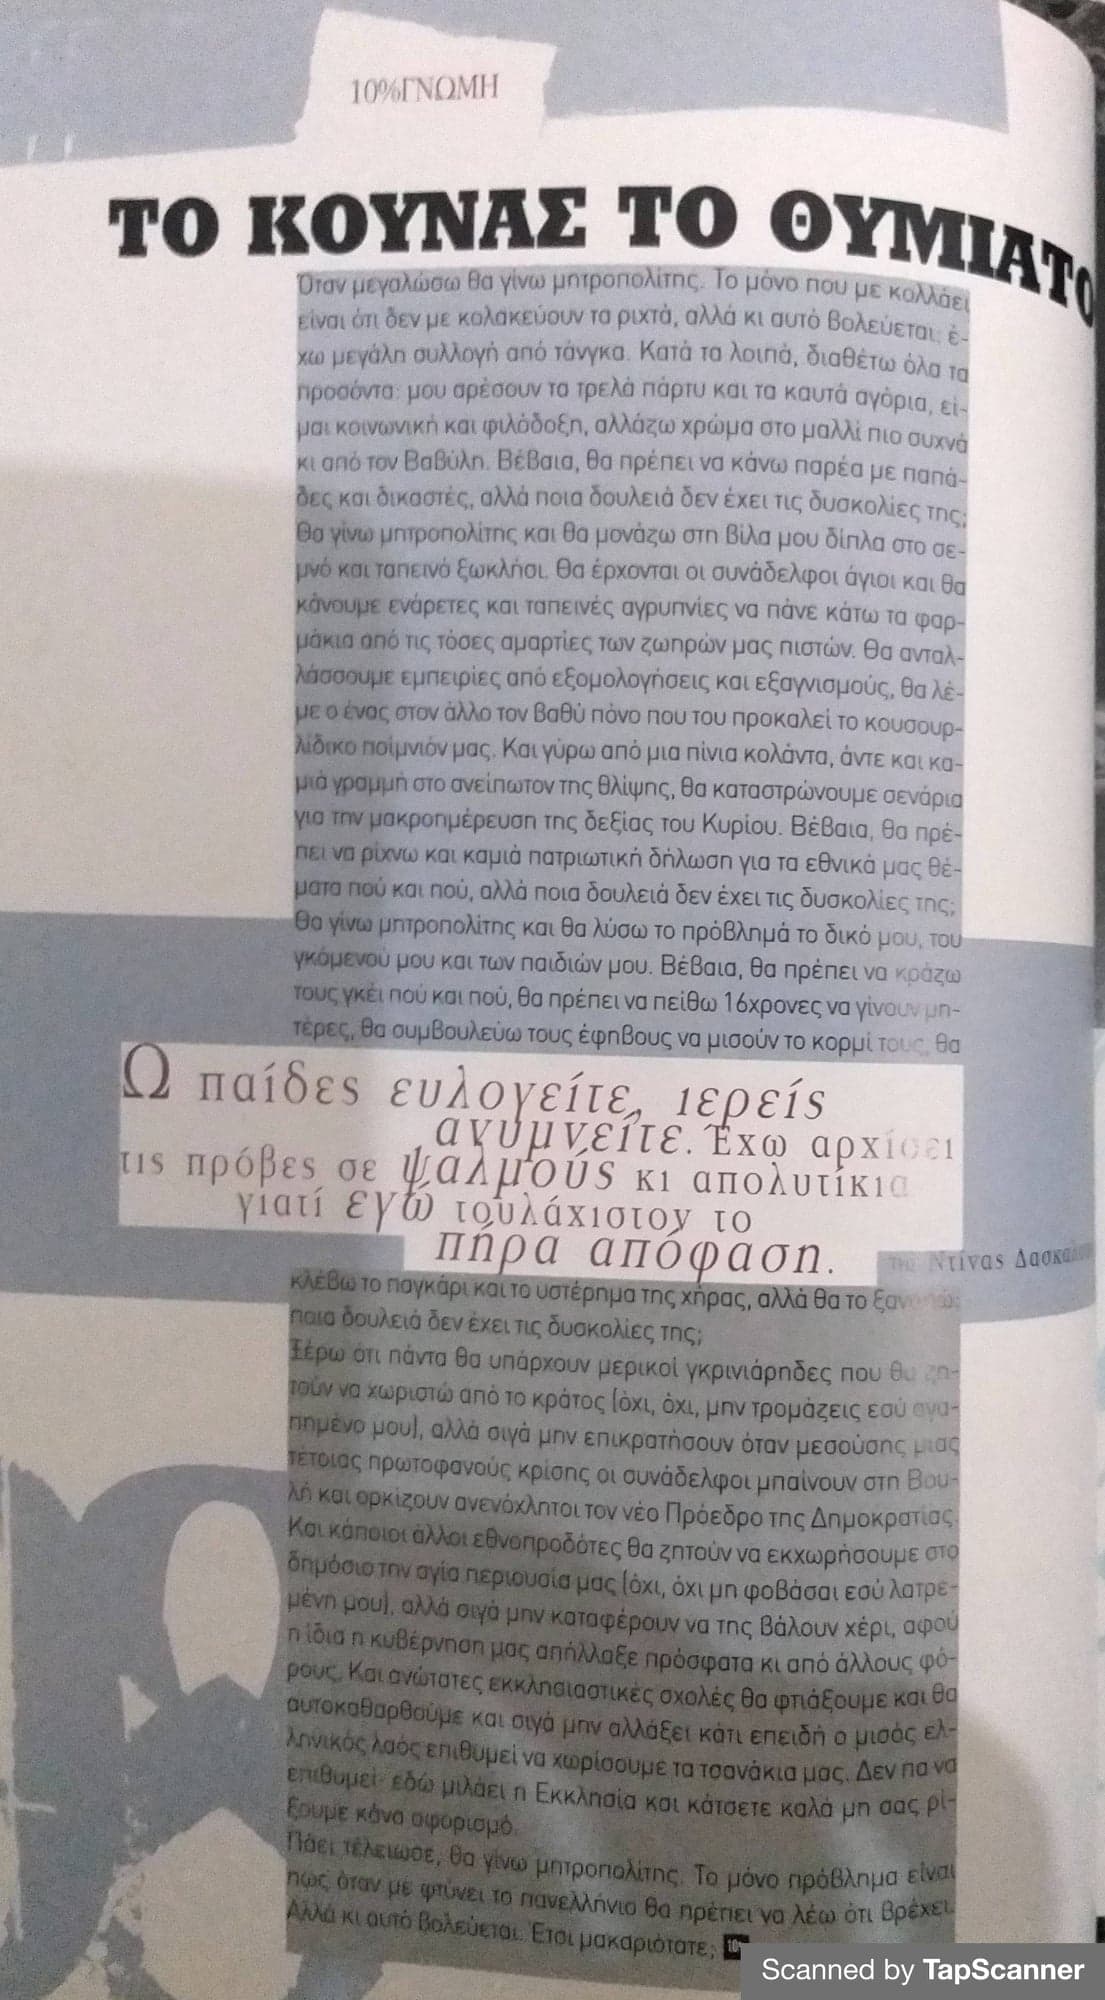 10%ΓΝΩΜΗ
ΤΟ ΚΟΥΝΑΣ ΤΟ ΘΥΜΙΑΤΟ
Όταν μεγαλώσω θα γίνω μητροπολίτης. Το μόνο που με κολλάει
είναι ότι δεν με κολακεύουν τα ριχτά, αλλά κι αυτό βολεύεται: έ-
χω μεγάλη συλλογή από τάνγκα. Κατά τα λοιπά, διαθέτω όλα τα
προσόντα: μου αρέσουν τα τρελά πάρτυ και τα καυτά αγόρια, εί-
μαι κοινωνική και φιλόδοξη, αλλάζω χρώμα στο μαλλί πιο συχνά
κι από τον Βαβύλη. Βέβαια, θα πρέπει να κάνω παρέα με παπά-
δες και δικαστές, αλλά ποια δουλειά δεν έχει τις δυσκολίες της;
Θα γίνω μητροπολίτης και θα μονάζω στη βίλα μου δίπλα στο σε-
μνό και ταπεινό ξωκλήσι. Θα έρχονται οι συνάδελφοι άγιοι και θα
κάνουμε ενάρετες και ταπεινές αγρυπνίες να πάνε κάτω τα φαρ-
μάκια από τις τόσες αμαρτίες των ζωηρών μας πιστών. Θα ανταλ-
λάσσουμε εμπειρίες από εξομολογήσεις και εξαγνισμούς, θα λέ-
με ο ένας στον άλλο τον βαθύ πόνο που του προκαλεί το κουσουρ-
λίδικο ποίμνιόν μας. Και γύρω από μια πίνια κολάντα, άντε και κα-
μιά γραμμή στο ανείπωτον της θλίψης, θα καταστρώνουμε σενάρια
για την μακροημέρευση της δεξίας του Κυρίου. Βέβαια, θα πρέ-
πει να ρίχνω και καμιά πατριωτική δήλωση για τα εθνικά μας θέ-
ματα πού και πού, αλλά ποια δουλειά δεν έχει τις δυσκολίες της;
Θα γίνω μητροπολίτης και θα λύσω το πρόβλημά το δικό μου, του
γκόμενού μου και των παιδιών μου. Βέβαια, θα πρέπει να κράζω
τους γκέι πού και πού, θα πρέπει να πείθω 16χρονες να γίνουν μη-
τέρες, θα συμβουλεύω τους έφηβους να μισούν το κορμί τους, θα
Ω παίδες ευλογείτε, ιερείς
ανυμνείτε. Έχω αρχίσει
τις πρόβες σε ψαλμούς κι απολυτίκια
γιατί εγώ τουλάχιστον το
πήρα απόφαση.
της Ντίνας
κλέβω το παγκάρι και το υστέρημα της χήρας, αλλά θα το
ποια δουλειά δεν έχει τις δυσκολίες της;
Ξέρω ότι πάντα θα υπάρχουν μερικοί γκρινιάρηδες που θα ζη-
τούν να χωριστώ από το κράτος (όχι, όχι, μην τρομάζεις εσύ αγα-
πημένο μου), αλλά σιγά μην επικρατήσουν όταν μεσούσης μιας
τέτοιας πρωτοφανούς κρίσης οι συνάδελφοι μπαίνουν στη Βου-
λή και ορκίζουν ανενόχλητοι τον νέο Πρόεδρο της Δημοκρατίας.
Και κάποιοι άλλοι εθνοπροδότες θα ζητούν να εκχωρήσουμε στο
δημόσιο την αγία περιουσία μας (όχι, όχι μη φοβάσαι εσύ λατρε-
μένη μου), αλλά σιγά μην καταφέρουν να της βάλουν χέρι, αφού
η ίδια η κυβέρνηση μας απήλλαξε πρόσφατα κι από άλλους φό-
ρους. Και ανώτατες εκκλησιαστικές σχολές θα φτιάξουμε και θα
αυτοκαθαρθούμε και σιγά μην αλλάξει κάτι επειδή ο μισός ελ-
ληνικός λαός επιθυμεί να χωρίσουμε τα τσανάκια μας. Δεν πα να
επιθυμεί· εδώ μιλάει η Εκκλησία και κάτσετε καλά μη σας ρί-
ξουμε κάνα αφορισμό.
Πάει τέλειωσε, θα γίνω μητροπολίτης. Το μόνο πρόβλημα είναι
πως όταν με φτύνει το πανελλήνιο θα πρέπει να λέω ότι βρέχει.
Αλλά κι αυτό βολεύεται. Έτσι μακαριότατε;
Scanned by TapScanner